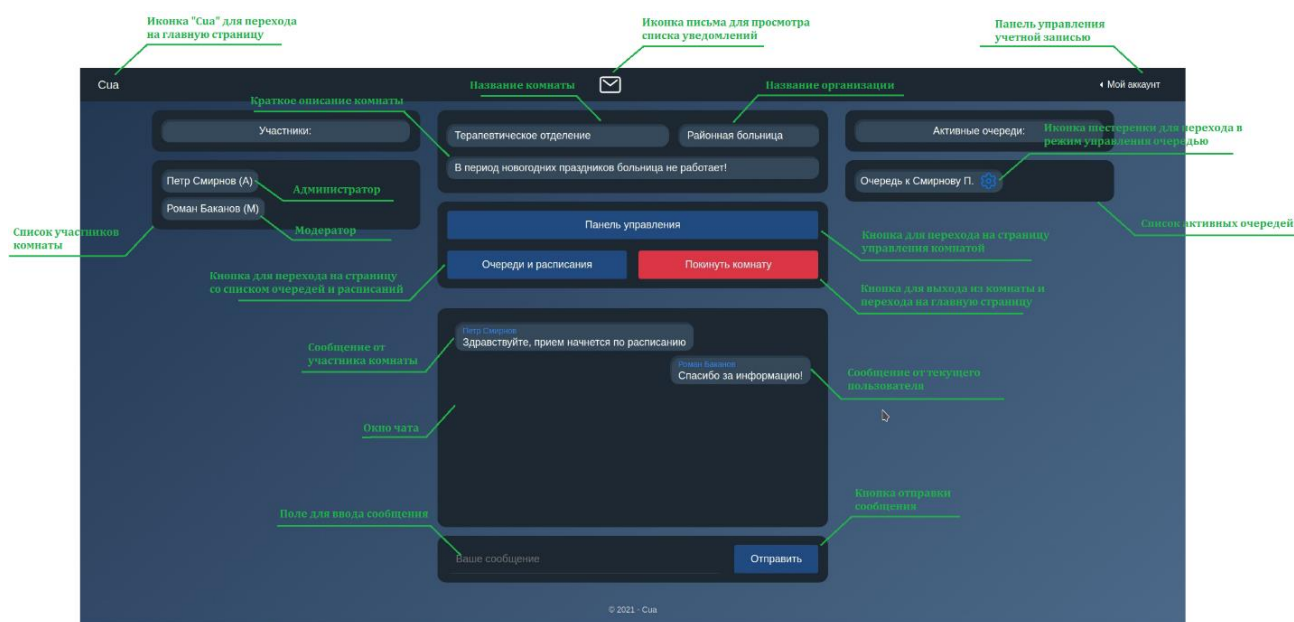 Иконка "Cua" для перехода
на главную страницу
Иконка письма для просмотра
списка уведомлений
Панель управления
учетной записью
Cua
Название комнаты
Название организации
Мой аккаунт
Краткое описание комнаты
Участники:
Терапевтическое отделение
Районная больница
Активные очереди:
Иконка шестеренки для перехода в
режим управления очередью
В период новогодних праздников больница не работает!
Петр Смирнов (А)
Администратор
Очередь к Смирнову П.
Роман Баканов (М)
Модератор
Список участников
комнаты
Панель управления
Список активных очередей
Кнопка для перехода на страницу
управления комнатой
Кнопка для перехода на страницу
со списком очередей и расписаний
Очереди и расписания
Покинуть комнату
Кнопка для выхода из комнаты и
перехода на главную страницу
Петр Смирнов
Здравствуйте, прием начнется по расписанию
Сообщение от
участника комнаты
Роман Баканов
Спасибо за информацию!
Сообщение от текущего
пользователя
Окно чата
Кнопка отправки
сообщения
Поле для ввода сообщения
Ваше сообщение
Отправить
© 2021 - Cua